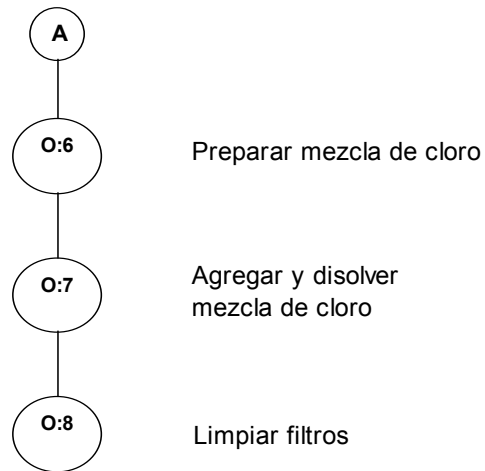 A
O:6
Preparar mezcla de cloro
O:7
Agregar y disolver
mezcla de cloro
O:8
Limpiar filtros